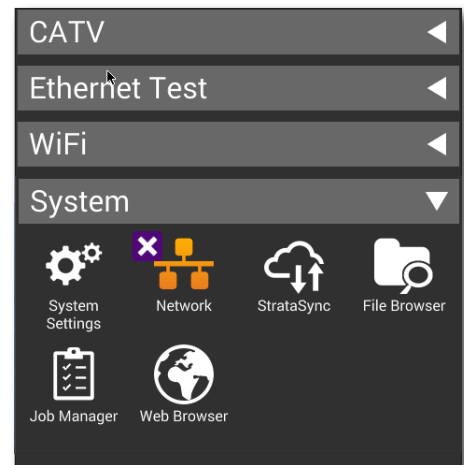 CATV
Ethernet Test
WiFi
System
System
Settings
Network
StrataSync
File Browser
Job Manager
Web Browser